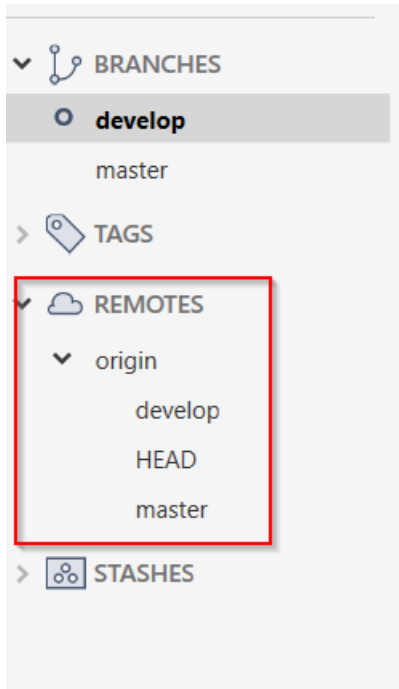 BRANCHES
develop
master
TAGS
REMOTES
origin
develop
HEAD
master
STASHES